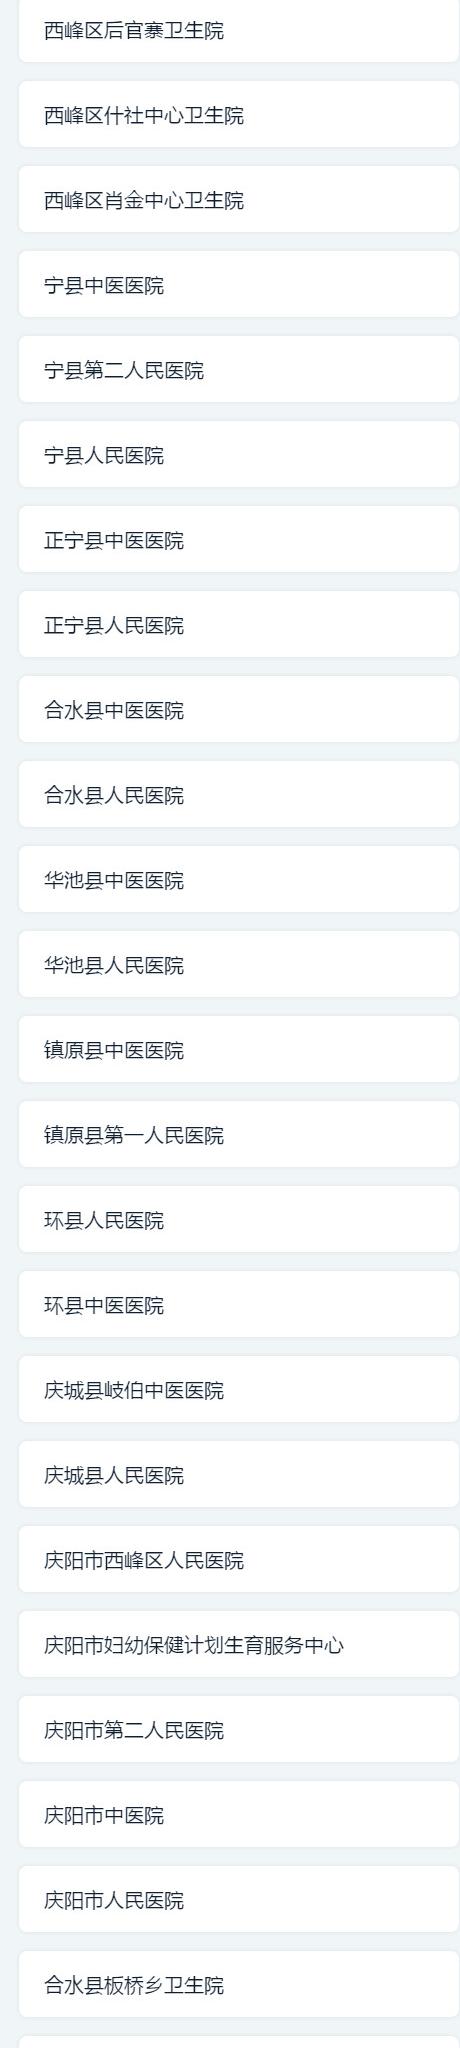 西峰区后官寨卫生院
西峰区什社中心卫生院
西峰区肖金中心卫生院
宁县中医医院
宁县第二人民医院
宁县人民医院
正宁县中医医院
正宁县人民医院
合水县中医医院
合水县人民医院
华池县中医医院
华池县人民医院
镇原县中医医院
镇原县第一人民医院
环县人民医院
环县中医医院
庆城县岐伯中医医院
庆城县人民医院
庆阳市西峰区人民医院
庆阳市妇幼保健计划生育服务中心
庆阳市第二人民医院
庆阳市中医院
庆阳市人民医院
合水县板桥乡卫生院